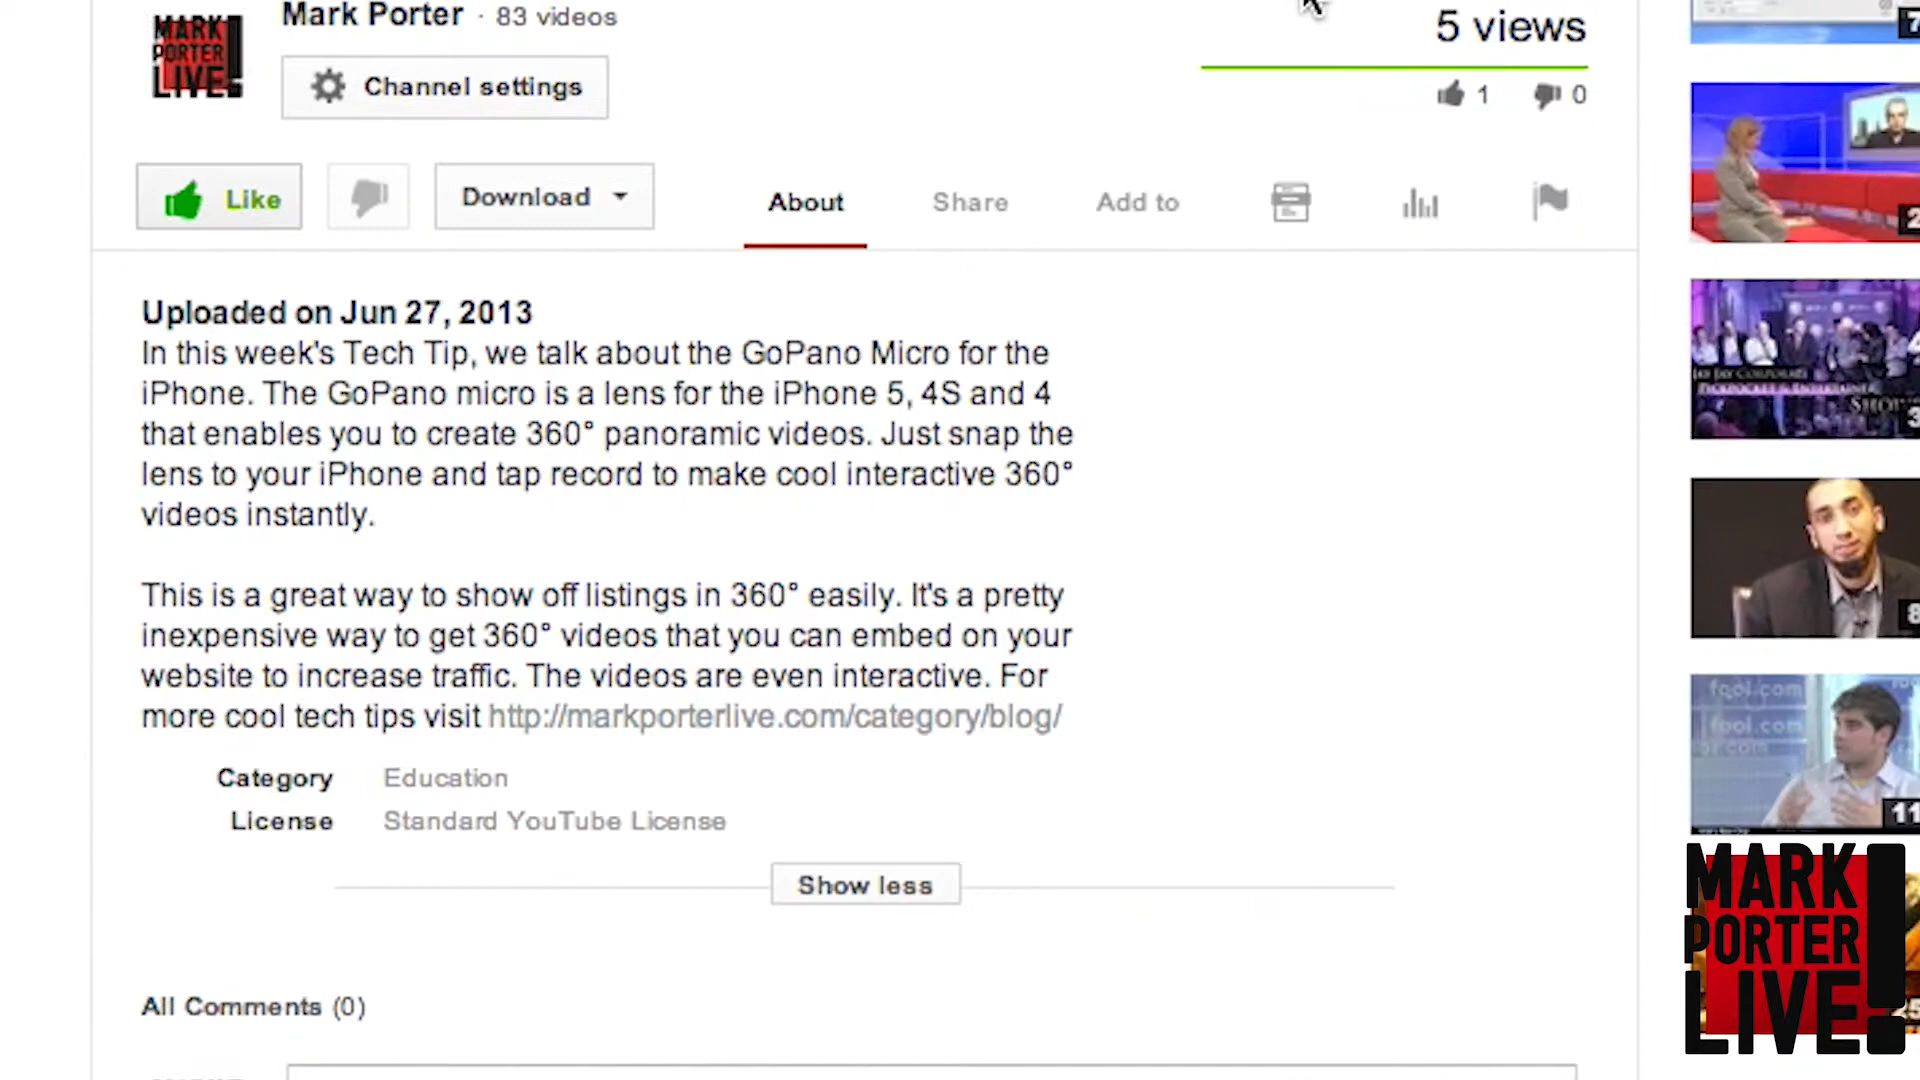 MARK
PORTER
LIVE!
Mark Porter · 83 videos
Channel settings
5 views
1
0
Like
Download
About
Share
Add to
Uploaded on Jun 27, 2013
In this week's Tech Tip, we talk about the GoPano Micro for the
iPhone. The GoPano micro is a lens for the iPhone 5, 4S and 4
that enables you to create 360° panoramic videos. Just snap the
lens to your iPhone and tap record to make cool interactive 360°
videos instantly.
This is a great way to show off listings in 360° easily. It's a pretty
inexpensive way to get 360° videos that you can embed on your
website to increase traffic. The videos are even interactive. For
more cool tech tips visit http://markporterlive.com/category/blog/
Category Education
License Standard YouTube License
Show less
All Comments (0)
fool.com
fool.com
MARK
PORTER
LIVE!